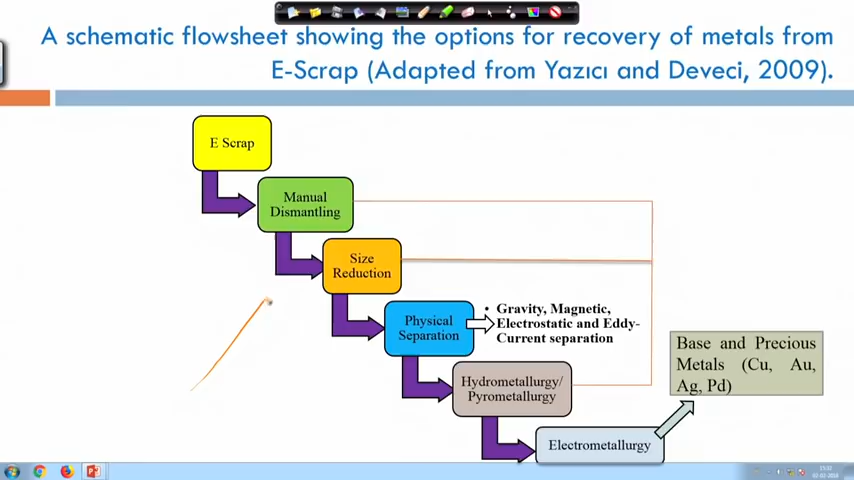 A schematic flowsheet showing the options for recovery of metals from
E-Scrap (Adapted from Yazıcı and Deveci, 2009).
E Scrap
Manual
Dismantling
Size
Reduction
Physical
Separation
• Gravity, Magnetic,
Electrostatic and Eddy-
Current separation
Base and Precious
Metals (Cu, Au,
Ag, Pd)
Hydrometallurgy/
Pyrometallurgy
Electrometallurgy